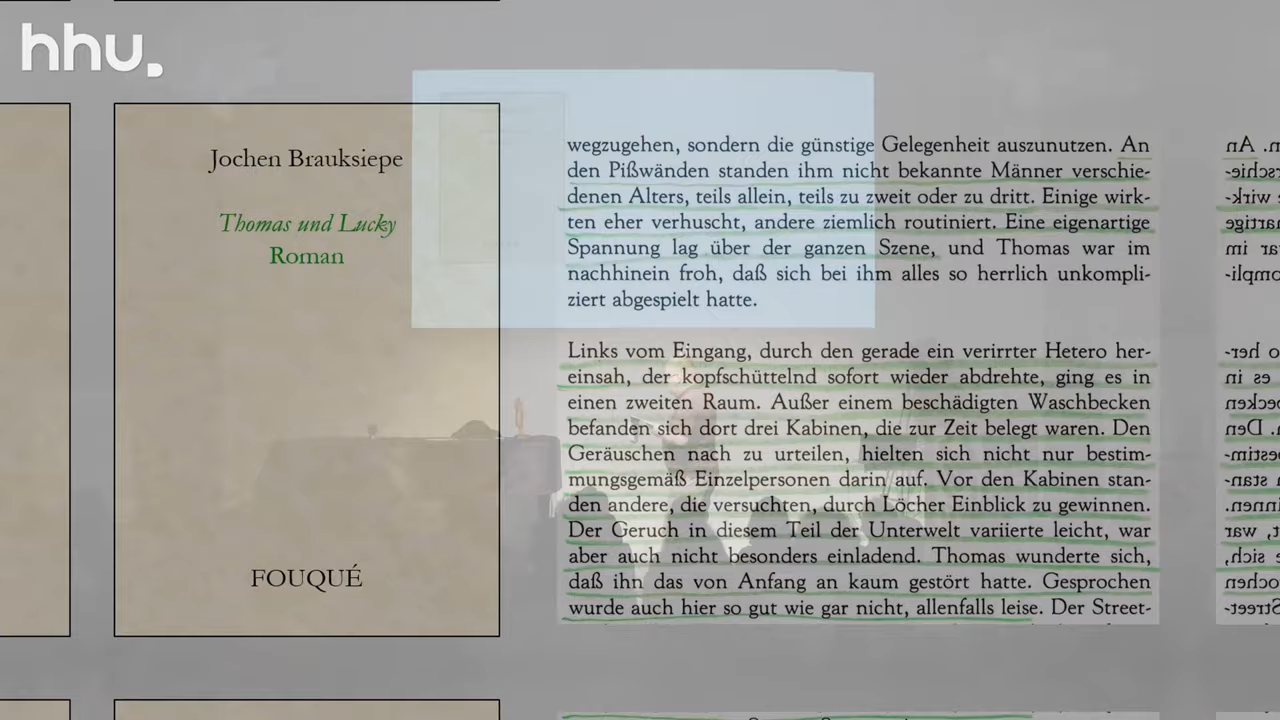 hhu.
Jochen Brauksiepe
Thomas und Lucky
Roman
FOUQUÉ
wegzugehen, sondern die günstige Gelegenheit auszunutzen. An
den Pißwänden standen ihm nicht bekannte Männer verschie-
denen Alters, teils allein, teils zu zweit oder zu dritt. Einige wirk-
ten eher verhuscht, andere ziemlich routiniert. Eine eigenartige
Spannung lag über der ganzen Szene, und Thomas war im
nachhinein froh, daß sich bei ihm alles so herrlich unkompli-
ziert abgespielt hatte.
Links vom Eingang, durch den gerade ein verirrter Hetero her-
einsah, der kopfschüttelnd sofort wieder abdrehte, ging es in
einen zweiten Raum. Außer einem beschädigten Waschbecken
befanden sich dort drei Kabinen, die zur Zeit belegt waren. Den
Geräuschen nach zu urteilen, hielten sich nicht nur bestim-
mungsgemäß Einzelpersonen darin auf. Vor den Kabinen stan-
den andere, die versuchten, durch Löcher Einblick zu gewinnen.
Der Geruch in diesem Teil der Unterwelt variierte leicht, war
aber auch nicht besonders einladend. Thomas wunderte sich,
daß ihn das von Anfang an kaum gestört hatte. Gesprochen
wurde auch hier so gut wie gar nicht, allenfalls leise. Der Street-